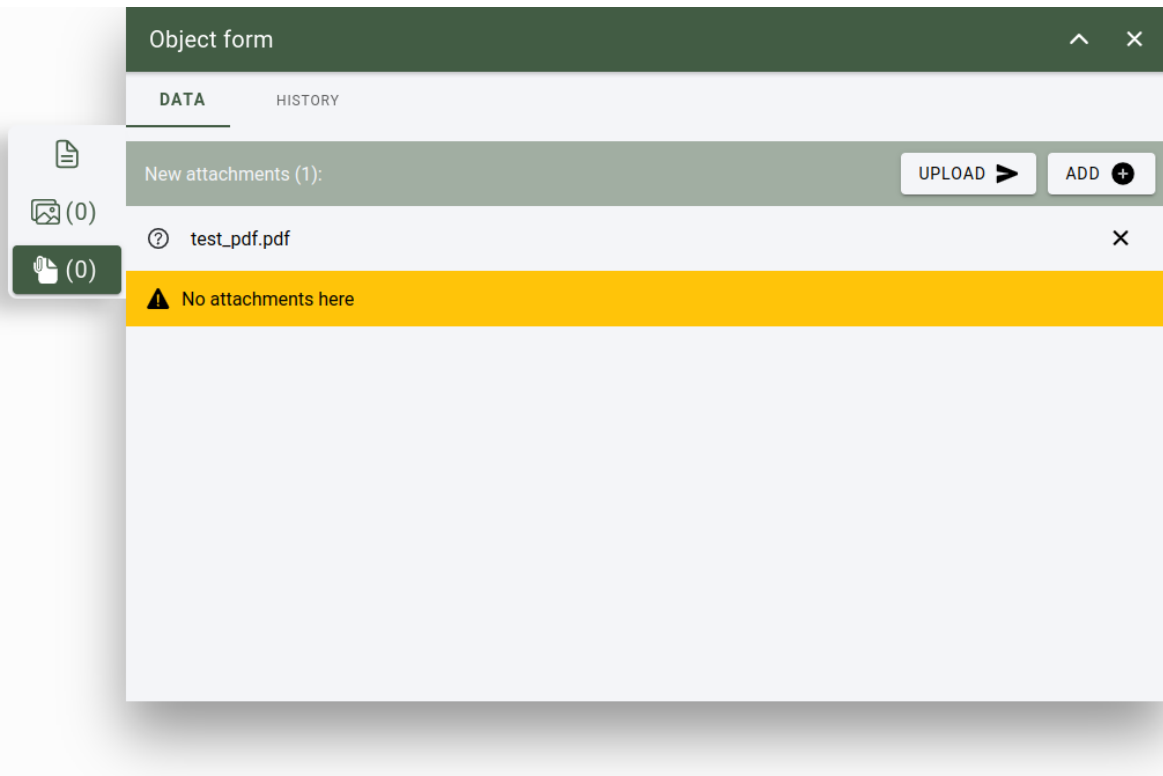 Object form
DATA HISTORY
New attachments (1): UPLOAD ADD
(0)
test_pdf.pdf
(0)
No attachments here